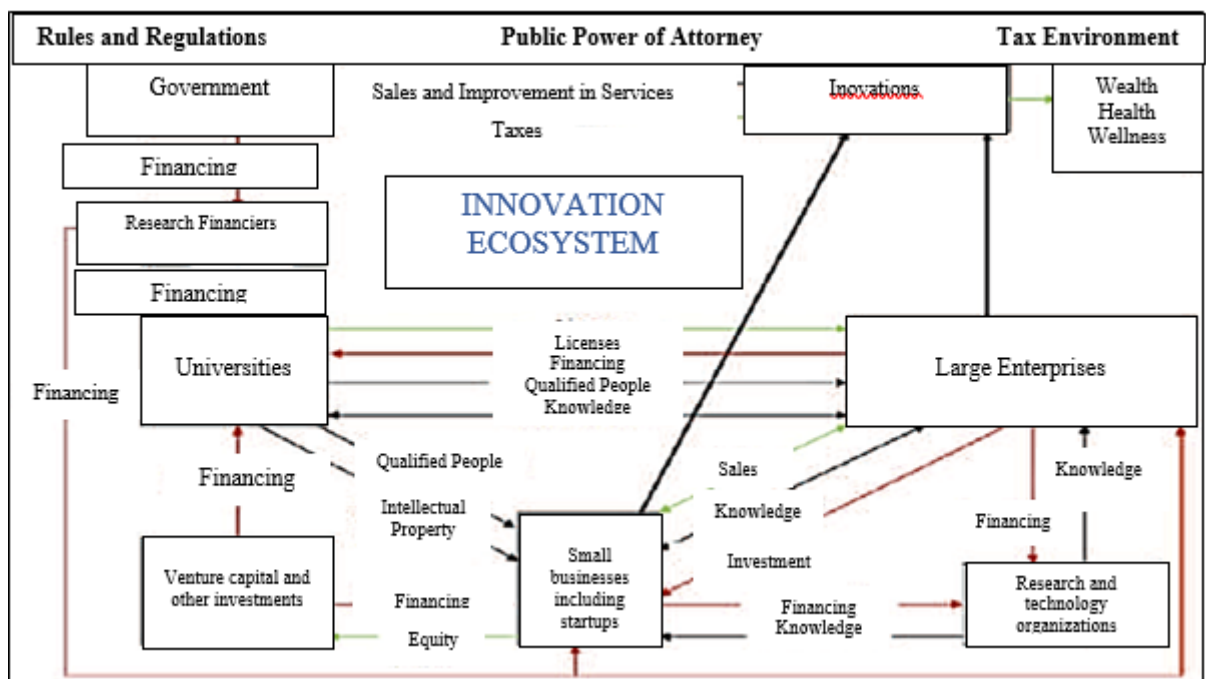 Rules and Regulations
Public Power of Attorney
Tax Environment
Government
Sales and Improvement in Services
Taxes
Inovations
Wealth
Health
Wellness
Financing
Research Financiers
INNOVATION
ECOSYSTEM
Financing
Universities
Licenses
Financing
Qualified People
Knowledge
Large Enterprises
Financing
Financing
Qualified People
Intellectual
Property
Sales
Knowledge
Investment
Knowledge
Financing
Venture capital and
other investments
Financing
Equity
Small
businesses
including
startups
Financing
Knowledge
Research and
technology
organizations